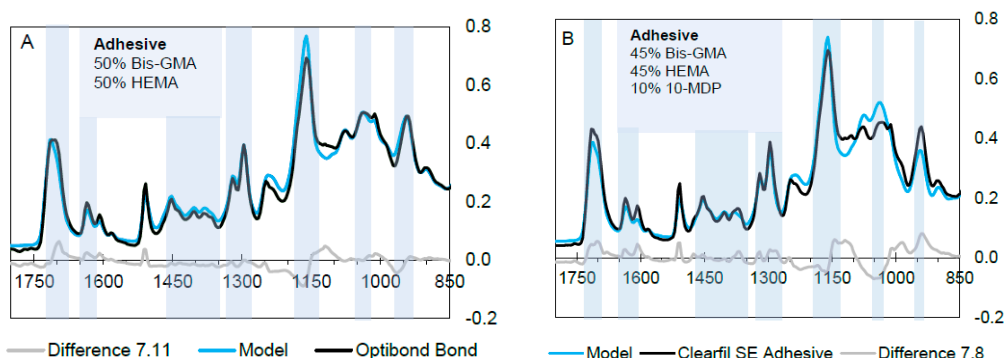 A
Adhesive
50% Bis-GMA
50% HEMA
0.8
0.6
0.4
0.2
0.0
-0.2
1750
1600
1450
1300
1150
1000
850
Difference 7.11
Model
Optibond Bond
B
Adhesive
45% Bis-GMA
45% HEMA
10% 10-MDP
0.8
0.6
0.4
0.2
0.0
-0.2
1750
1600
1450
1300
1150
1000
850
Model
Clearfil SE Adhesive
Difference 7.8